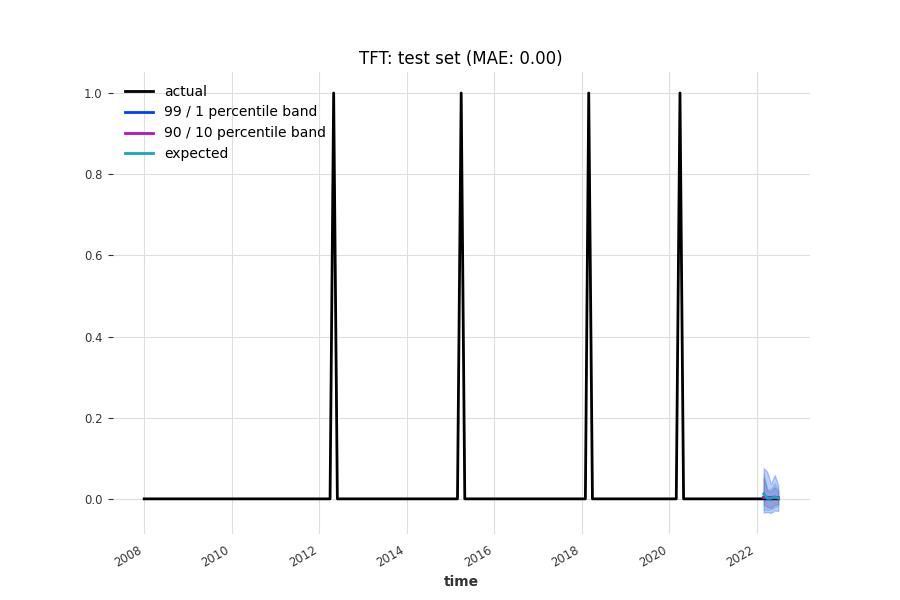 TFT: test set (MAE: 0.00)
actual
99 / 1 percentile band
90 / 10 percentile band
expected
1.0
0.8
0.6
0.4
0.2
0.0
2008 2010 2012 2014 2016 2018 2020 2022
time